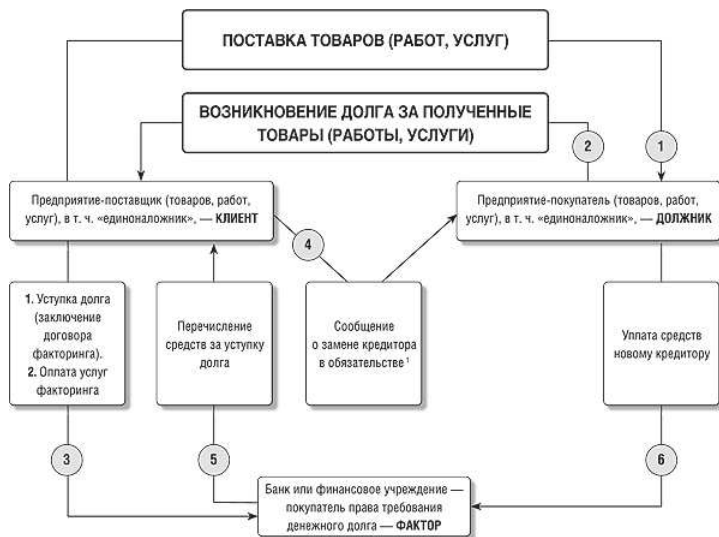 ПОСТАВКА ТОВАРОВ (РАБОТ, УСЛУГ)
ВОЗНИКНОВЕНИЕ ДОЛГА ЗА ПОЛУЧЕННЫЕ
ТОВАРЫ (РАБОТЫ, УСЛУГИ)
2
1
Предприятие-поставщик (товаров, работ,
услуг), в т. ч. «единоналожник», — КЛИЕНТ
Предприятие-покупатель (товаров, работ,
услуг), в т. ч. «единоналожник», — ДОЛЖНИК
4
1. Уступка долга
(заключение
договора
факторинга).
2. Оплата услуг
факторинга
Перечисление
средств за уступку
долга
Сообщение
о замене кредитора
в обязательстве 1
Уплата средств
новому кредитору
3
5
6
Банк или финансовое учреждение —
покупатель права требования
денежного долга — ФАКТОР